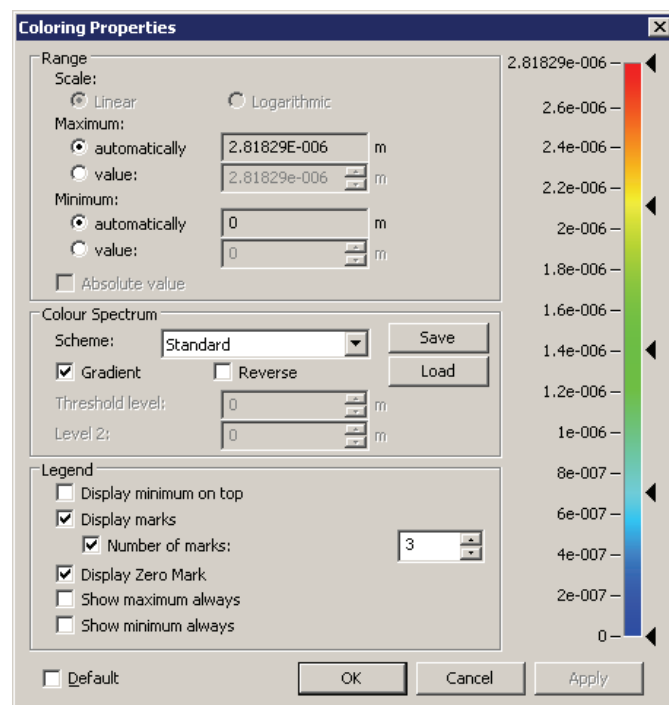 Coloring Properties
Range
Scale:
Linear Logarithmic
Maximum:
automatically 2.81829E-006 m
value: 2.81829e-006 m
Minimum:
automatically 0 m
value: 0 m
Absolute value
Colour Spectrum
Scheme: Standard Save
Gradient Reverse Load
Threshold level: 0 m
Level 2: 0 m
Legend
Display minimum on top
Display marks
Number of marks: 3
Display Zero Mark
Show maximum always
Show minimum always
Default OK Cancel Apply
2.81829e-006
2.6e-006
2.4e-006
2.2e-006
2e-006
1.8e-006
1.6e-006
1.4e-006
1.2e-006
1e-006
8e-007
6e-007
4e-007
2e-007
0